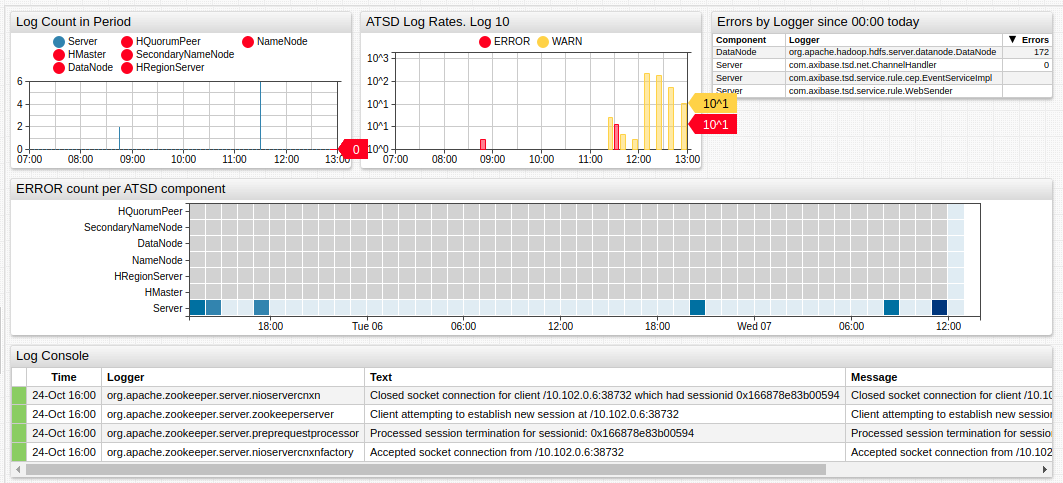 Log Count in Period
Server HQuorumPeer NameNode
HMaster SecondaryNameNode
DataNode HRegionServer
6
4
2
0
0
07:00 08:00 09:00 10:00 11:00 12:00 13:00
ATSD Log Rates. Log 10
ERROR WARN
10^3
10^2
10^1
10^1
10^0
10^1
10^1
07:00 08:00 09:00 10:00 11:00 12:00 13:00
Errors by Logger since 00:00 today
Component Logger ▼ Errors
DataNode org.apache.hadoop.hdfs.server.datanode.DataNode 172
Server com.axibase.tsd.net.ChannelHandler 0
Server com.axibase.tsd.service.rule.cep.EventServiceImpl
Server com.axibase.tsd.service.rule.WebSender
ERROR count per ATSD component
HQuorumPeer
SecondaryNameNode
DataNode
NameNode
HRegionServer
HMaster
Server
18:00 Tue 06 06:00 12:00 18:00 Wed 07 06:00 12:00
Log Console
Time Logger Text Message
24-Oct 16:00 org.apache.zookeeper.server.nioservercnxn Closed socket connection for client /10.102.0.6:38732 which had sessionid 0x166878e83b00594 Closed socket connection for client /10.10
24-Oct 16:00 org.apache.zookeeper.server.zookeeperserver Client attempting to establish new session at /10.102.0.6:38732 Client attempting to establish new session
24-Oct 16:00 org.apache.zookeeper.server.preprequestprocessor Processed session termination for sessionid: 0x166878e83b00594 Processed session termination for session
24-Oct 16:00 org.apache.zookeeper.server.nioservercnxnfactory Accepted socket connection from /10.102.0.6:38732 Accepted socket connection from /10.102.0